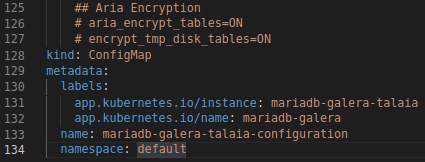 125 ## Aria Encryption
126 # aria_encrypt_tables=ON
127 # encrypt_tmp_disk_tables=ON
128 kind: ConfigMap
129 metadata:
130 labels:
131 app.kubernetes.io/instance: mariadb-galera-talaia
132 app.kubernetes.io/name: mariadb-galera
133 name: mariadb-galera-talaia-configuration
134 namespace: default